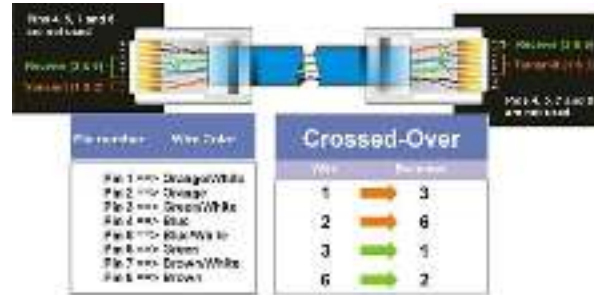 Pins 4, 5, 7 and 8
are not used
Receive (3 & 6)
Transmit (1 & 2)
Receive (3 & 6)
Transmit (1 & 2)
Pins 4, 5, 7 and 8
are not used
Pin number Wire Color
Pin 1 ==> Orange/White
Pin 2 ==> Orange
Pin 3 ==> Green/White
Pin 4 ==> Blue
Pin 5 ==> Blue/White
Pin 6 ==> Green
Pin 7 ==> Brown/White
Pin 8 ==> Brown
Crossed-Over
Wire Becomes
1 3
2 6
3 1
6 2